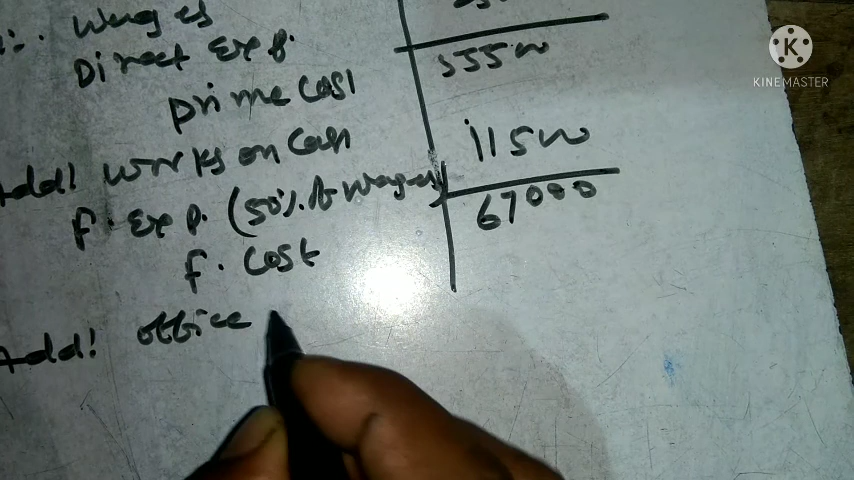 Wages
Direct Exp.
Prime Cost 55500
Add! Works on Cost
F. Exp. (50% of Wages) 11500
F. Cost 67000
Add! Office
KINEMASTER